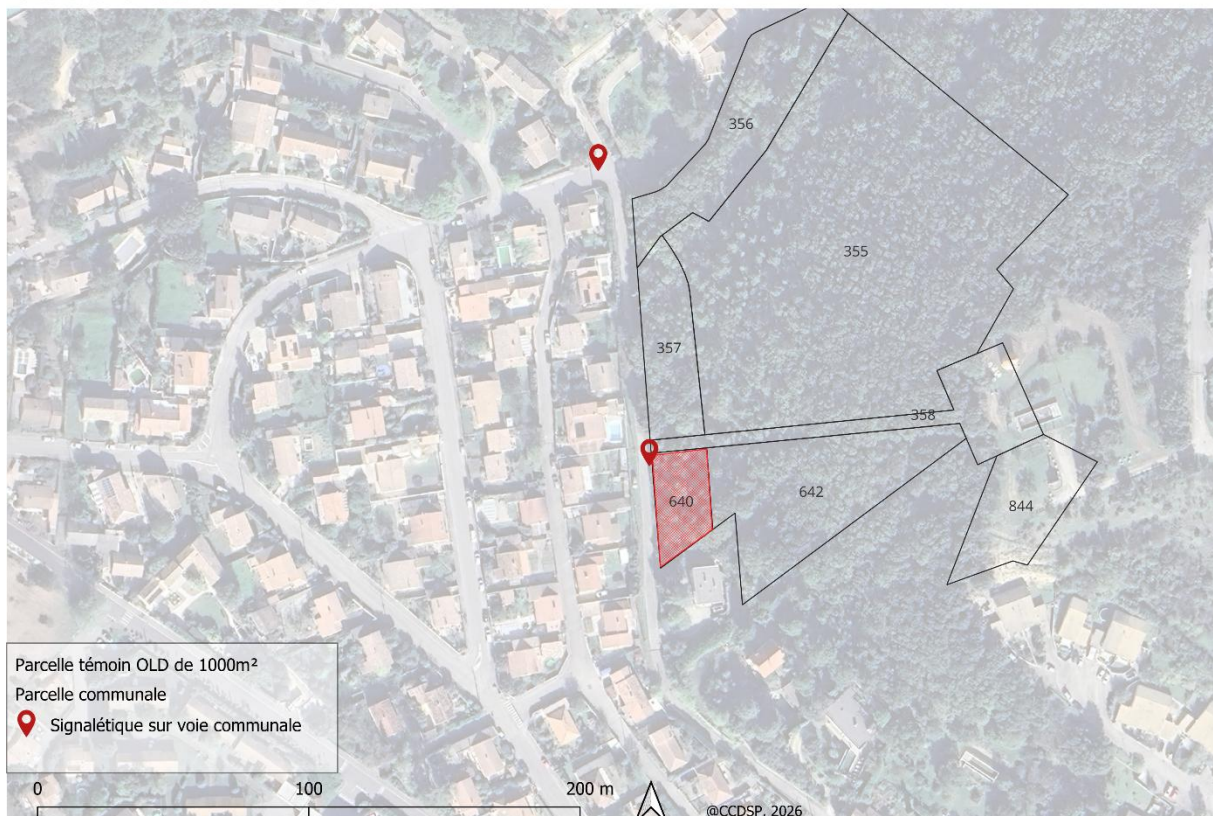 356
355
357
358
640
642
844
Parcelle témoin OLD de 1000m²
Parcelle communale
Signalétique sur voie communale
0 100 200 m
@CCDSP, 2026